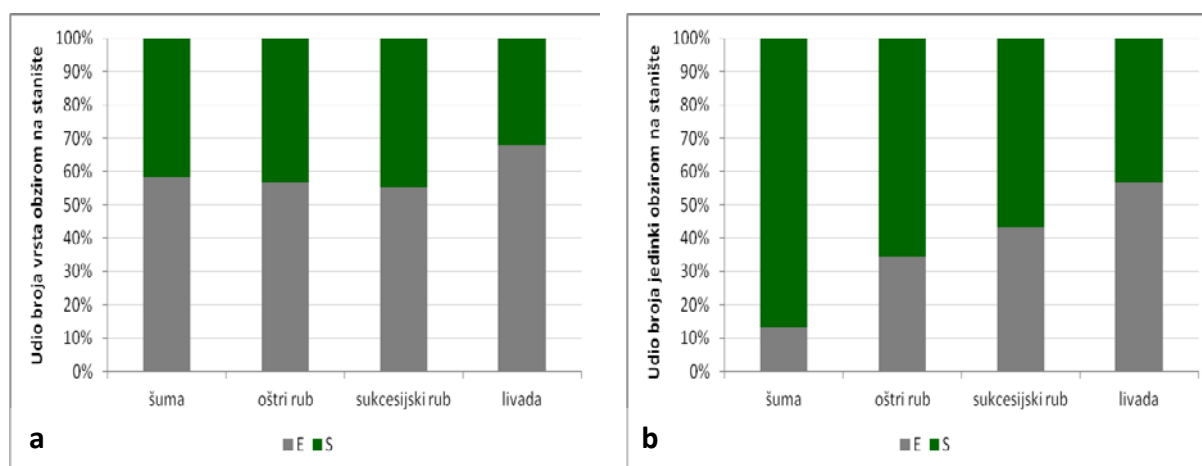 Udio broja vrsta obzirom na stanište
100%
90%
80%
70%
60%
50%
40%
30%
20%
10%
0%
šuma oštri rub sukcesijski rub livada
E S
a
Udio broja jedinki obzirom na stanište
100%
90%
80%
70%
60%
50%
40%
30%
20%
10%
0%
šuma oštri rub sukcesijski rub livada
E S
b